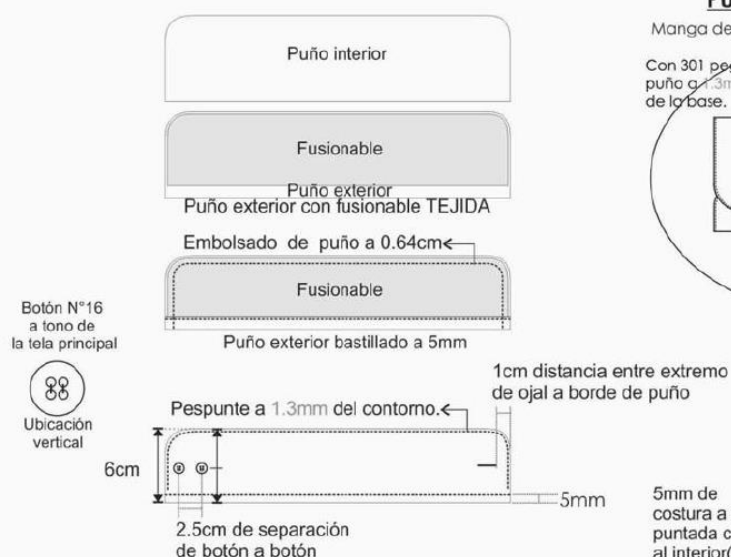 Puño interior
Fusionable
Puño exterior
Puño exterior con fusionable TEJIDA
Embolsado de puño a 0.64cm
Fusionable
Puño exterior bastillado a 5mm
Botón N°16
a tono de
la tela principal
Ubicación
vertical
1cm distancia entre extremo
de ojal a borde de puño
Pespunte a 1.3mm del contorno.
6cm
5mm
2.5cm de separación
de botón a botón
Manga de
Con 301
puño a 1.3m
de la base.
5mm de
costura a
puntada c
al interior(